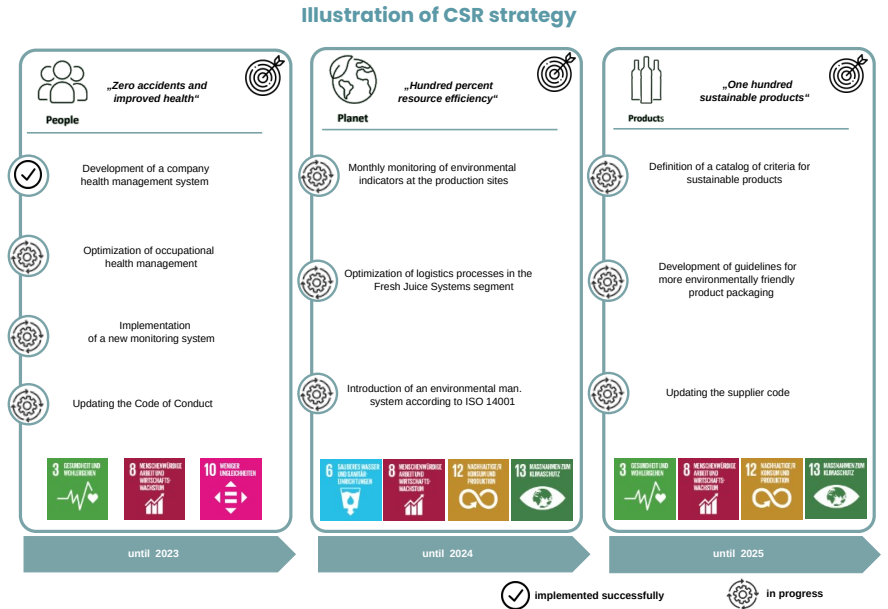 Illustration of CSR strategy
„Zero accidents and
improved health“
People
Development of a company
health management system
Optimization of occupational
health management
Implementation
of a new monitoring system
Updating the Code of Conduct
3 GESUNDHEIT UND
WOHLERGEHEN
8 MENSCHENWÜRDIGE
ARBEIT UND
WIRTSCHAFTS-
WACHSTUM
10 WENIGER
UNGLEICHHEITEN
until 2023
„Hundred percent
resource efficiency“
Planet
Monthly monitoring of environmental
indicators at the production sites
Optimization of logistics processes in the
Fresh Juice Systems segment
Introduction of an environmental man.
system according to ISO 14001
6 SAUBERES WASSER
UND SANITÄR-
EINRICHTUNGEN
8 MENSCHENWÜRDIGE
ARBEIT UND
WIRTSCHAFTS-
WACHSTUM
12 NACHHALTIGE/R
KONSUM UND
PRODUKTION
13 MASSNAHMEN ZUM
KLIMASCHUTZ
until 2024
„One hundred
sustainable products“
Products
Definition of a catalog of criteria for
sustainable products
Development of guidelines for
more environmentally friendly
product packaging
Updating the supplier code
3 GESUNDHEIT UND
WOHLERGEHEN
8 MENSCHENWÜRDIGE
ARBEIT UND
WIRTSCHAFTS-
WACHSTUM
12 NACHHALTIGE/R
KONSUM UND
PRODUKTION
13 MASSNAHMEN ZUM
KLIMASCHUTZ
until 2025
implemented successfully
in progress